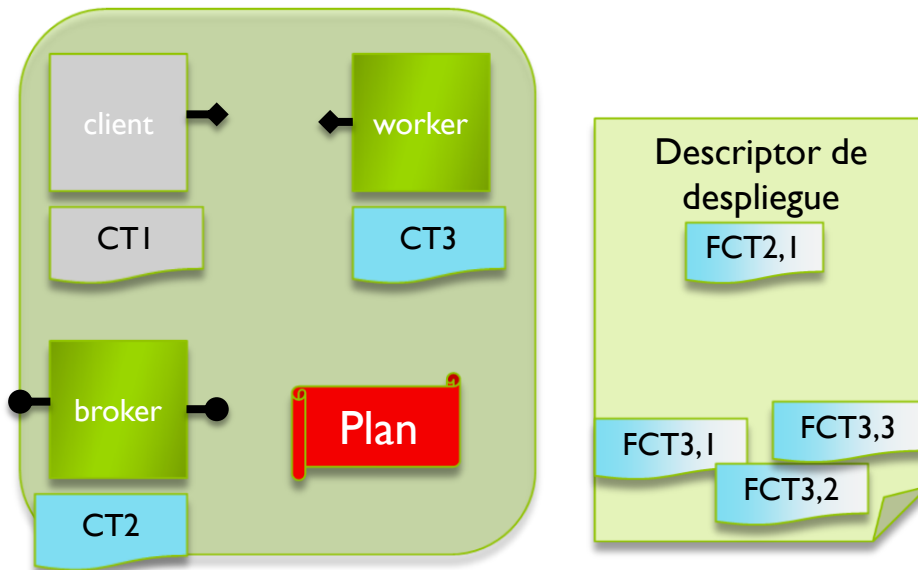 client
worker
CT1
CT3
broker
Plan
CT2
Descriptor de
despliegue
FCT2,1
FCT3,1
FCT3,3
FCT3,2